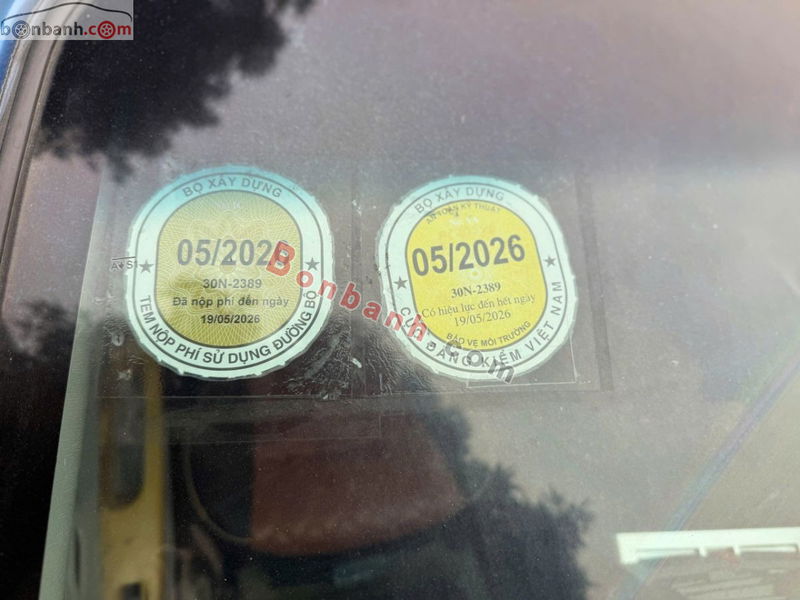 bonbanh.com
BỘ XÂY DỰNG
05/2026
30N-2389
Đã nộp phí đến ngày
19/05/2026
TEM NỘP PHÍ SỬ DỤNG ĐƯỜNG BỘ
BỘ XÂY DỰNG
AN TOÀN KỸ THUẬT
05/2026
30N-2389
Có hiệu lực đến hết ngày
19/05/2026
BẢO VỆ MÔI TRƯỜNG
CỤC ĐĂNG KIỂM VIỆT NAM
Bonbanh.com
AS1